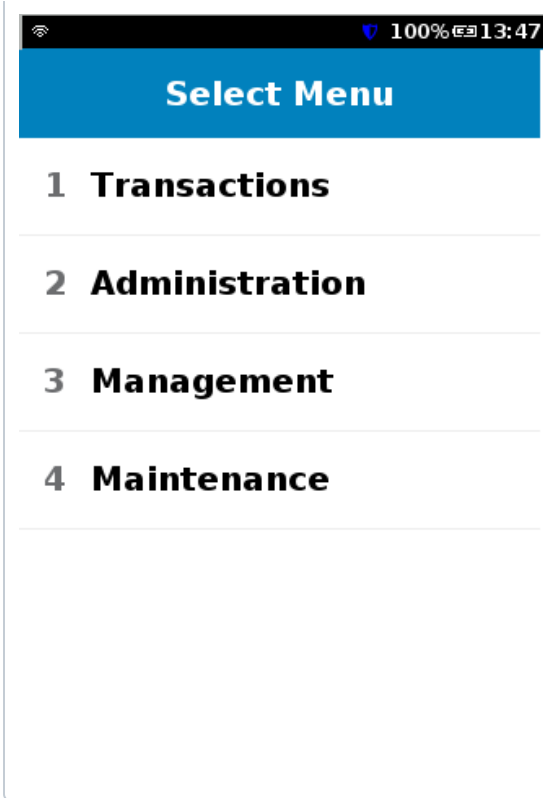 100% 13:47
Select Menu
1 Transactions
2 Administration
3 Management
4 Maintenance